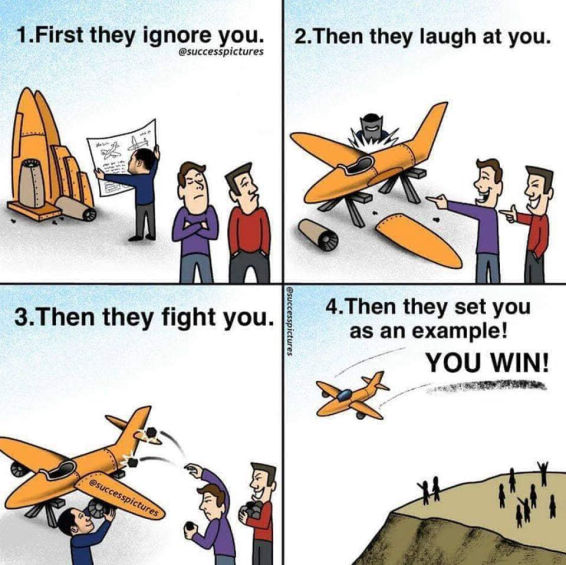 1.First they ignore you.
@successpictures
2.Then they laugh at you.
3.Then they fight you.
@successpictures
@successpictures
4.Then they set you
as an example!
YOU WIN!